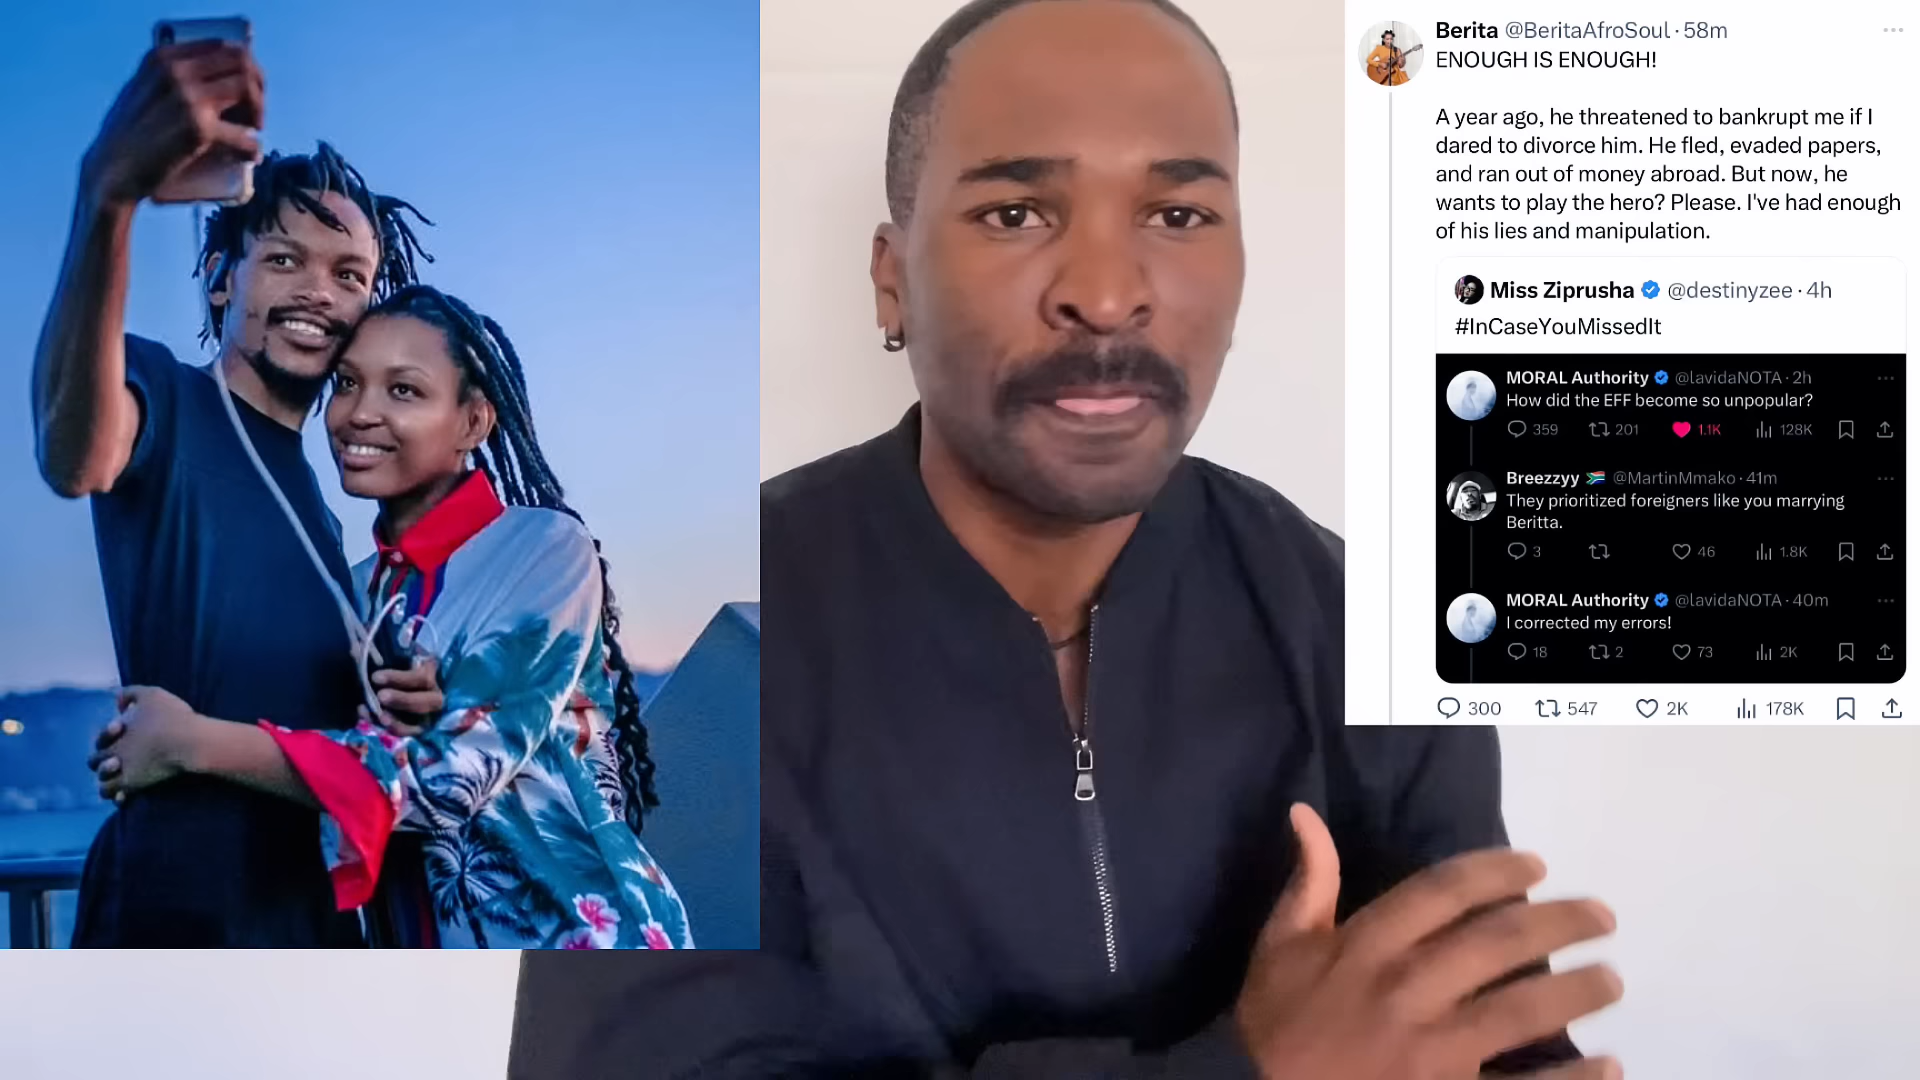 Berita @BeritaAfroSoul · 58m
ENOUGH IS ENOUGH!
A year ago, he threatened to bankrupt me if I
dared to divorce him. He fled, evaded papers,
and ran out of money abroad. But now, he
wants to play the hero? Please. I've had enough
of his lies and manipulation.
Miss Ziprusha @destinyzee · 4h
#InCaseYouMissedIt
MORAL Authority @lavidaNOTA · 2h
How did the EFF become so unpopular?
359 201 1.1K 128K
Breezzyy 🇿🇦 @MartinMmako · 41m
They prioritized foreigners like you marrying
Beritta.
3 46 1.8K
MORAL Authority @lavidaNOTA · 40m
I corrected my errors!
18 2 73 2K
300 547 2K 178K